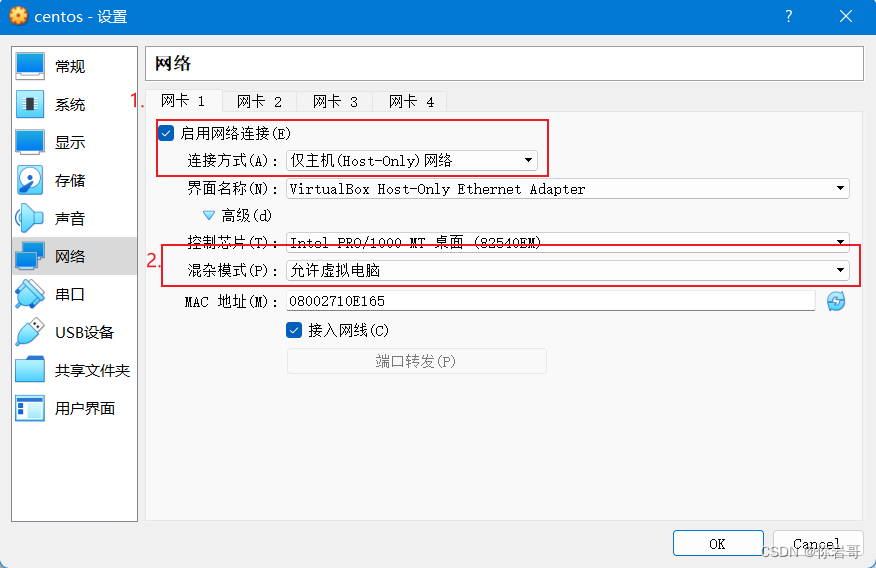 centos - 设置
?
常规
系统
显示
存储
声音
网络
串口
USB设备
共享文件夹
用户界面
网络
1.
网卡 1
网卡 2
网卡 3
网卡 4
启用网络连接(E)
连接方式(A): 仅主机(Host-Only)网络
界面名称(N): VirtualBox Host-Only Ethernet Adapter
高级(d)
控制芯片(T): Intel PRO/1000 MT 桌面 (82540EM)
2.
混杂模式(P): 允许虚拟电脑
MAC 地址(M): 08002710E165
接入网线(C)
端口转发(P)
OK
Cancel
CSDN @你岩哥